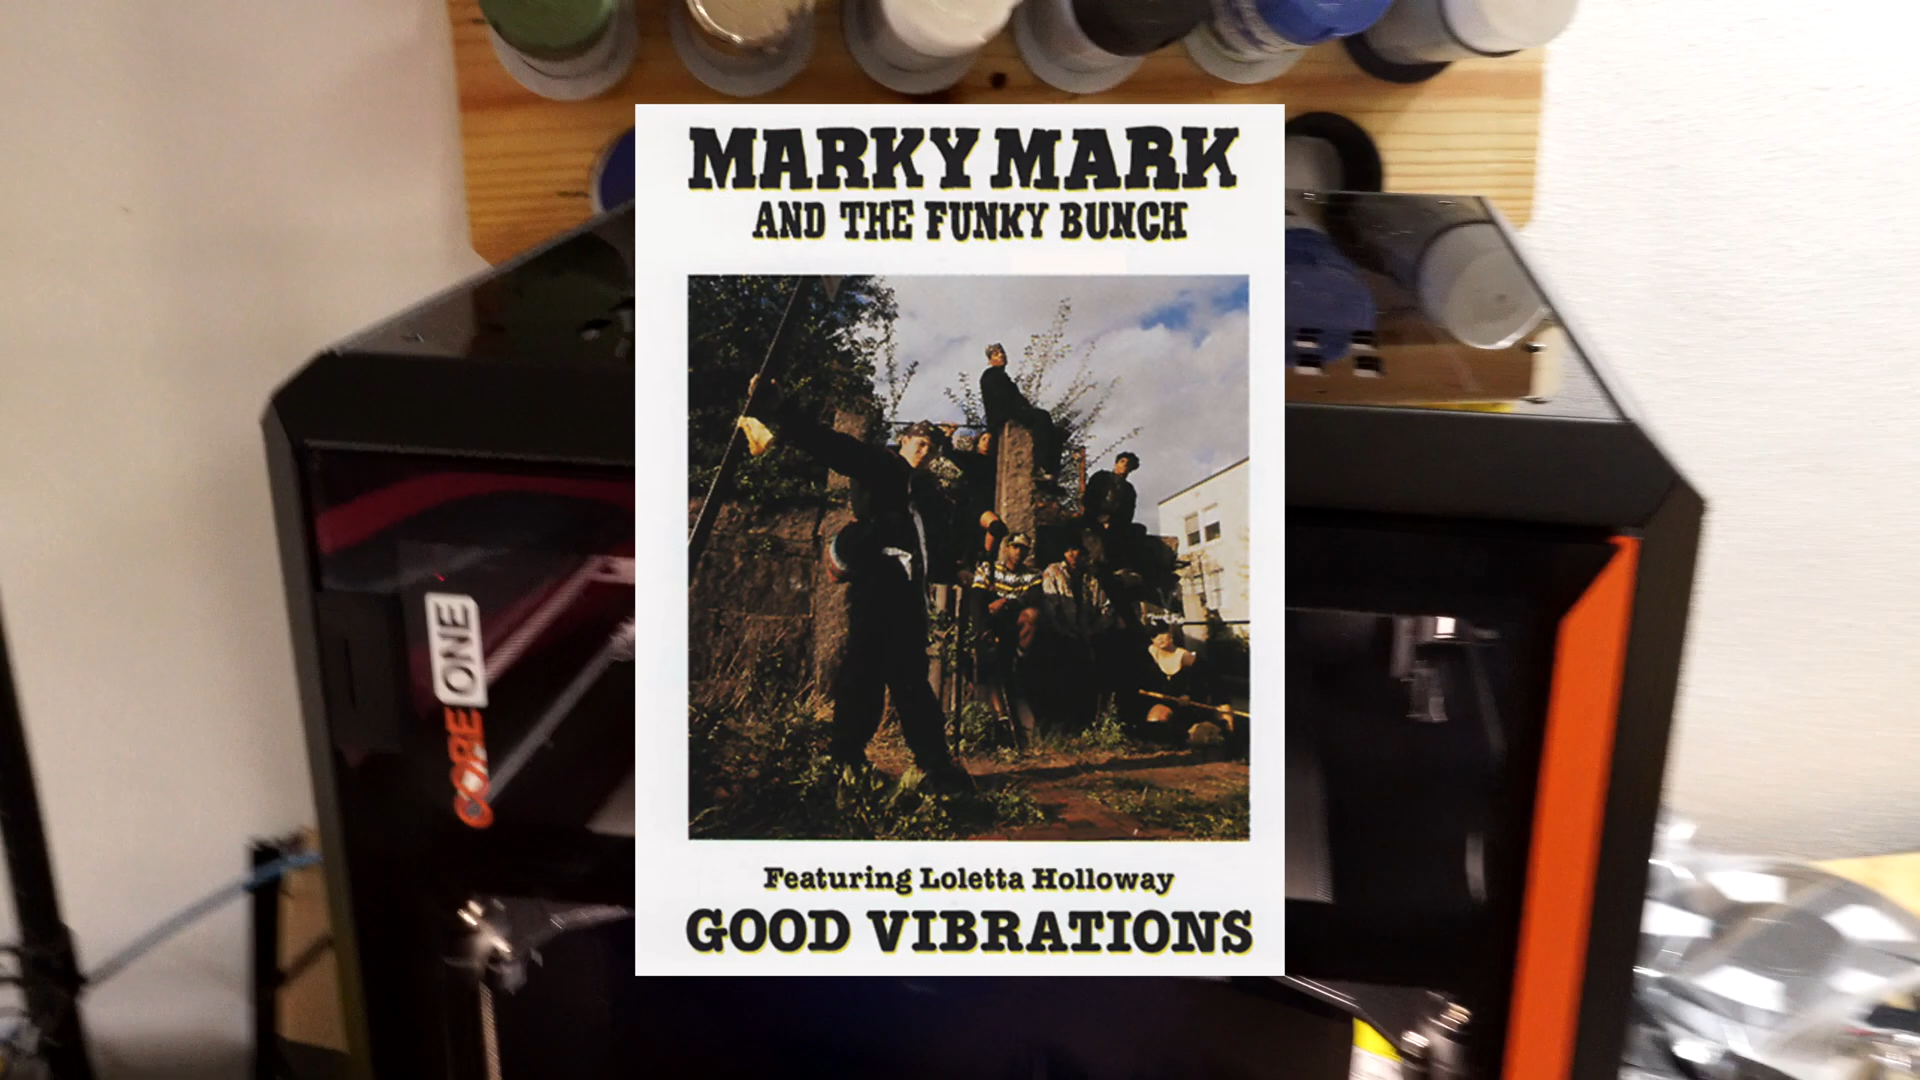 MARKY MARK
AND THE FUNKY BUNCH
CORE ONE
Featuring Loletta Holloway
GOOD VIBRATIONS